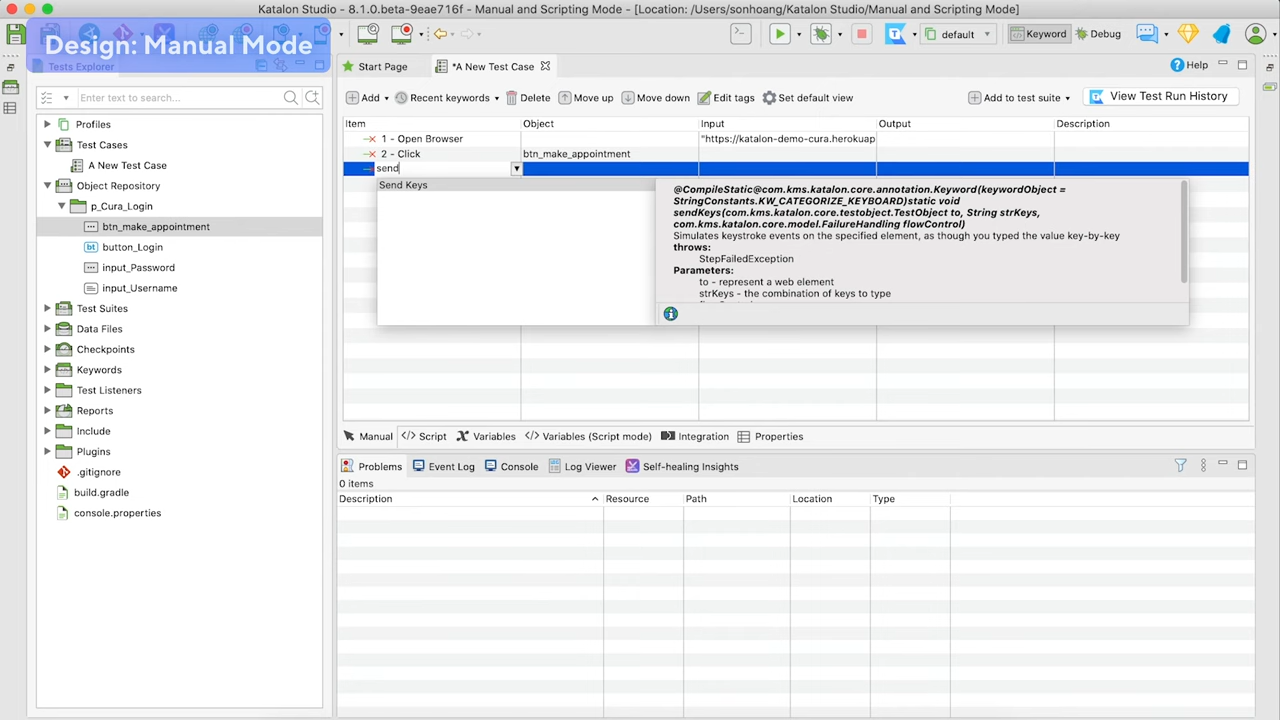 Katalon Studio - 8.1.0.beta-9eae716f - Manual and Scripting Mode - [Location: /Users/sonhoang/Katalon Studio/Manual and Scripting Mode]
Design: Manual Mode
default
Keyword
Debug
Tests Explorer
Start Page
*A New Test Case
Help
Enter text to search...
Add
Recent keywords
Delete
Move up
Move down
Edit tags
Set default view
Add to test suite
View Test Run History
Item
Object
Input
Output
Description
1 - Open Browser
"https://katalon-demo-cura.herokuap
2 - Click
btn_make_appointment
send
Send Keys
@CompileStatic@com.kms.katalon.core.annotation.Keyword(keywordObject =
StringConstants.KW_CATEGORIZE_KEYBOARD)static void
sendKeys(com.kms.katalon.core.testobject.TestObject to, String strKeys,
com.kms.katalon.core.model.FailureHandling flowControl)
Simulates keystroke events on the specified element, as though you typed the value key-by-key
throws:
StepFailedException
Parameters:
to - represent a web element
strKeys - the combination of keys to type
Profiles
Test Cases
A New Test Case
Object Repository
p_Cura_Login
btn_make_appointment
button_Login
input_Password
input_Username
Test Suites
Data Files
Checkpoints
Keywords
Test Listeners
Reports
Include
Plugins
.gitignore
build.gradle
console.properties
Manual
Script
Variables
Variables (Script mode)
Integration
Properties
Problems
Event Log
Console
Log Viewer
Self-healing Insights
0 items
Description
Resource
Path
Location
Type